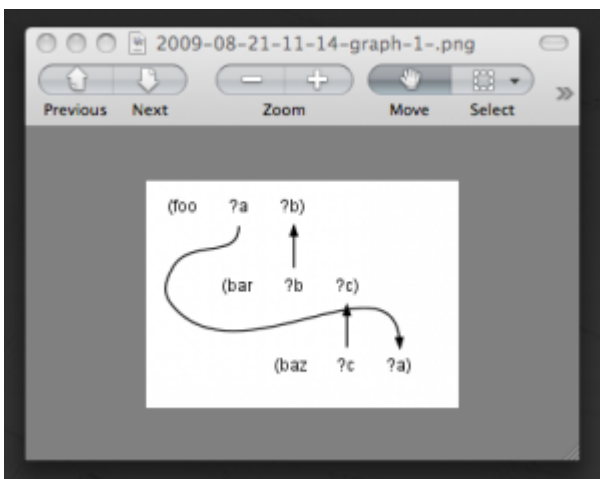 2009-08-21-11-14-graph-1-.png
Previous Next Zoom Move Select
(foo ?a ?b)
(bar ?b ?c)
(baz ?c ?a)